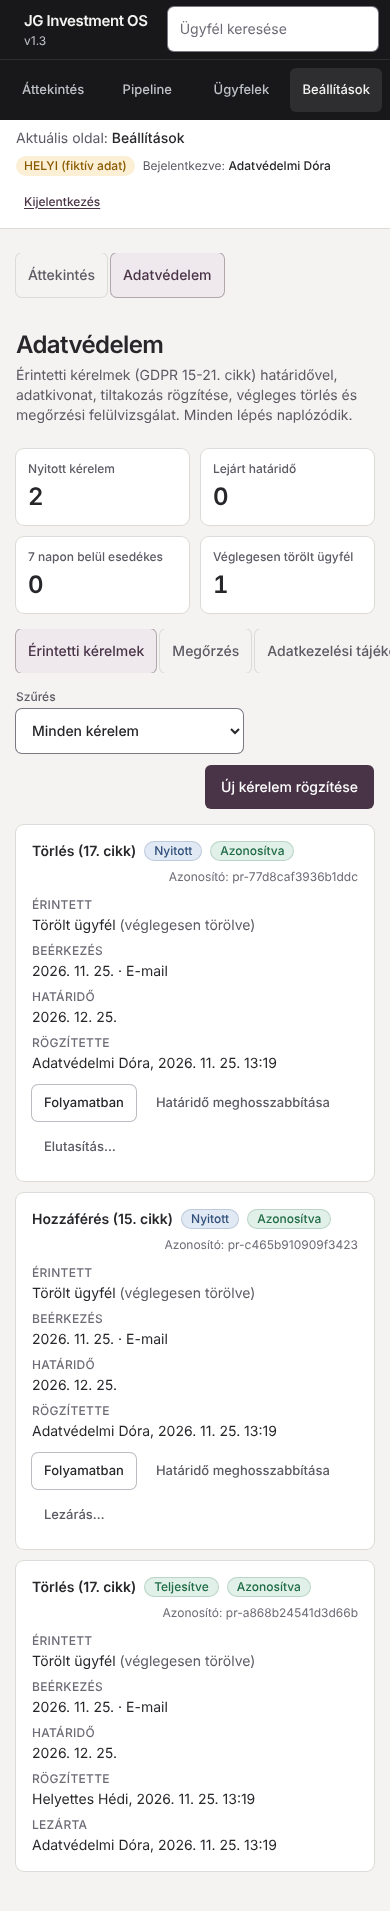 JG Investment OS
v1.3
Ügyfél keresése
Áttekintés Pipeline Ügyfelek Beállítások
Aktuális oldal: Beállítások
HELYI (fiktív adat) Bejelentkezve: Adatvédelmi Dóra
Kijelentkezés
Áttekintés Adatvédelem
Adatvédelem
Érintetti kérelmek (GDPR 15-21. cikk) határidővel,
adatkivonat, tiltakozás rögzítése, végleges törlés és
megőrzési felülvizsgálat. Minden lépés naplózódik.
Nyitott kérelem Lejárt határidő
2 0
7 napon belül esedékes Véglegesen törölt ügyfél
0 1
Érintetti kérelmek Megőrzés Adatkezelési tájék
Szűrés
Minden kérelem
Új kérelem rögzítése
Törlés (17. cikk) Nyitott Azonosítva
Azonosító: pr-77d8caf3936b1ddc
ÉRINTETT
Törölt ügyfél (véglegesen törölve)
BEÉRKEZÉS
2026. 11. 25. · E-mail
HATÁRIDŐ
2026. 12. 25.
RÖGZÍTETTE
Adatvédelmi Dóra, 2026. 11. 25. 13:19
Folyamatban Határidő meghosszabbítása
Elutasítás...
Hozzáférés (15. cikk) Nyitott Azonosítva
Azonosító: pr-c465b910909f3423
ÉRINTETT
Törölt ügyfél (véglegesen törölve)
BEÉRKEZÉS
2026. 11. 25. · E-mail
HATÁRIDŐ
2026. 12. 25.
RÖGZÍTETTE
Adatvédelmi Dóra, 2026. 11. 25. 13:19
Folyamatban Határidő meghosszabbítása
Lezárás...
Törlés (17. cikk) Teljesítve Azonosítva
Azonosító: pr-a868b24541d3d66b
ÉRINTETT
Törölt ügyfél (véglegesen törölve)
BEÉRKEZÉS
2026. 11. 25. · E-mail
HATÁRIDŐ
2026. 12. 25.
RÖGZÍTETTE
Helyettes Hédi, 2026. 11. 25. 13:19
LEZÁRTA
Adatvédelmi Dóra, 2026. 11. 25. 13:19